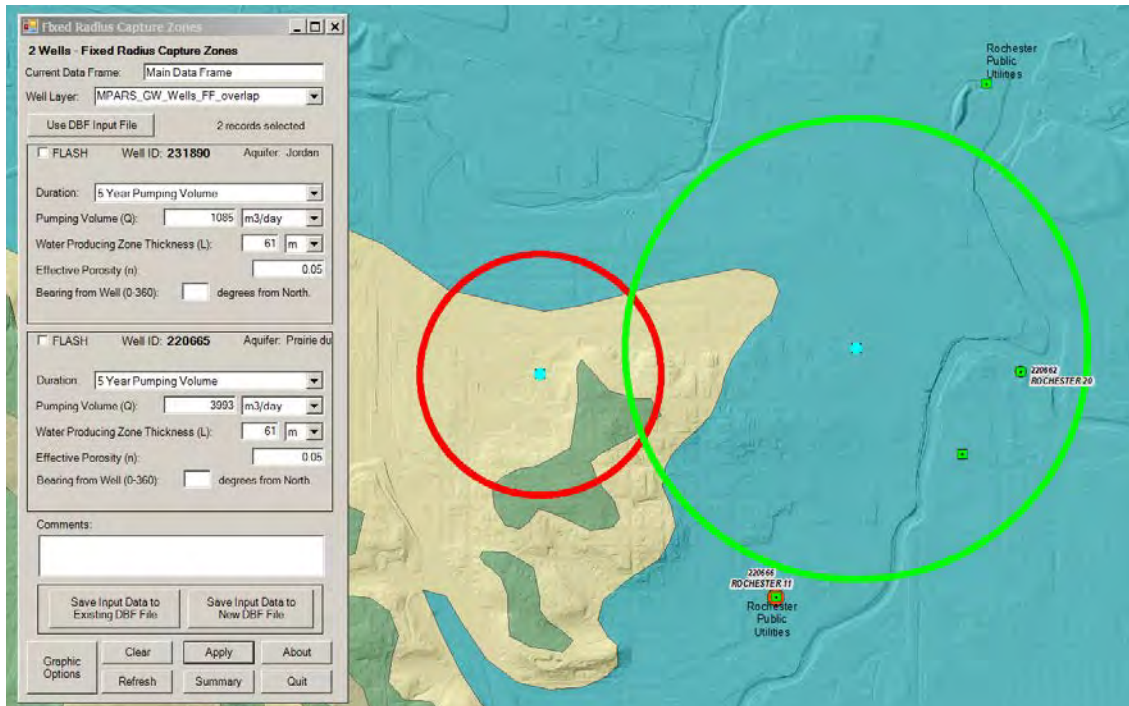 Fixed Radius Capture Zones
2 Wells - Fixed Radius Capture Zones
Current Data Frame: Main Data Frame
Well Layer: MPARS_GW_Wells_FF_overlap
Use DBF Input File 2 records selected
FLASH Well ID: 231890 Aquifer: Jordan
Duration: 5 Year Pumping Volume
Pumping Volume (Q): 1085 m3/day
Water Producing Zone Thickness (L): 61 m
Effective Porosity (n): 0.05
Bearing from Well (0-360): degrees from North.
FLASH Well ID: 220665 Aquifer: Prairie du
Duration: 5 Year Pumping Volume
Pumping Volume (Q): 3993 m3/day
Water Producing Zone Thickness (L): 61 m
Effective Porosity (n): 0.05
Bearing from Well (0-360): degrees from North.
Comments:
Save Input Data to
Existing DBF File
Save Input Data to
New DBF File
Graphic
Options
Clear Apply About
Refresh Summary Quit
Rochester
Public
Utilities
220662
ROCHESTER 20
220666
ROCHESTER 11
Rochester
Public
Utilities